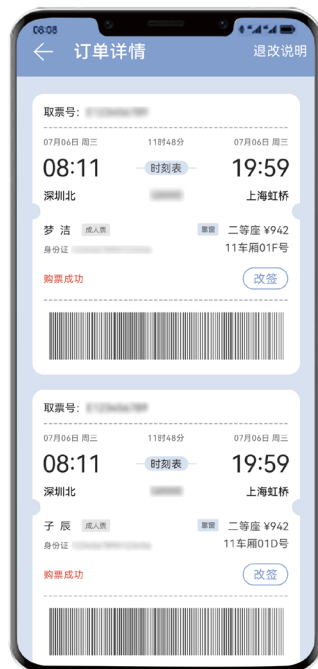 08:08
订单详情 退改说明
取票号：
07月06日 周三 11时48分 07月06日 周三
08:11 时刻表 19:59
深圳北 上海虹桥
梦 洁 成人票 靠窗 二等座 ¥942
身份证 11车厢01F号
购票成功 改签
取票号：
07月06日 周三 11时48分 07月06日 周三
08:11 时刻表 19:59
深圳北 上海虹桥
子 辰 成人票 靠窗 二等座 ¥942
身份证 11车厢01D号
购票成功 改签